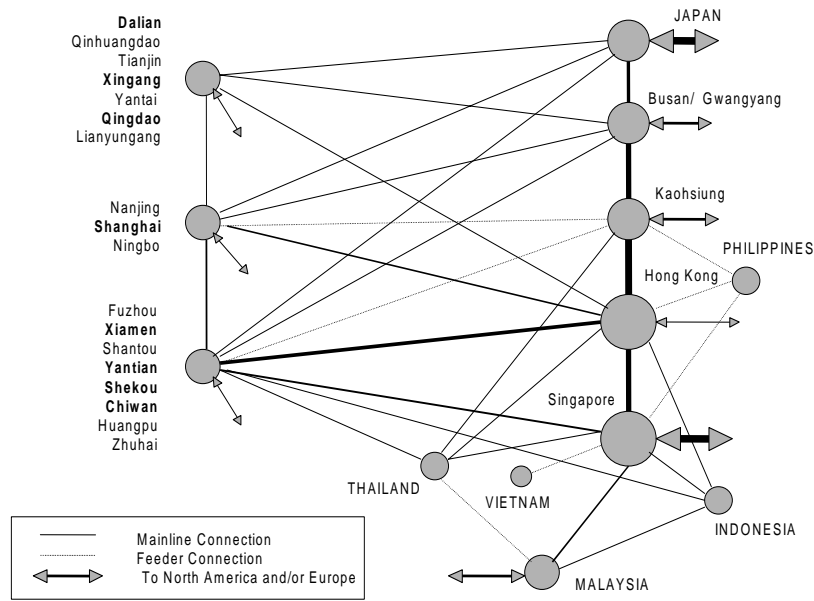 Dalian
Qinhuangdao
Tianjin
Xingang
Yantai
Qingdao
Lianyungang
Nanjing
Shanghai
Ningbo
Fuzhou
Xiamen
Shantou
Yantian
Shekou
Chiwan
Huangpu
Zhuhai
JAPAN
Busan/ Gwangyang
Kaohsiung
PHILIPPINES
Hong Kong
Singapore
THAILAND
VIETNAM
INDONESIA
MALAYSIA
Mainline Connection
Feeder Connection
To North America and/or Europe